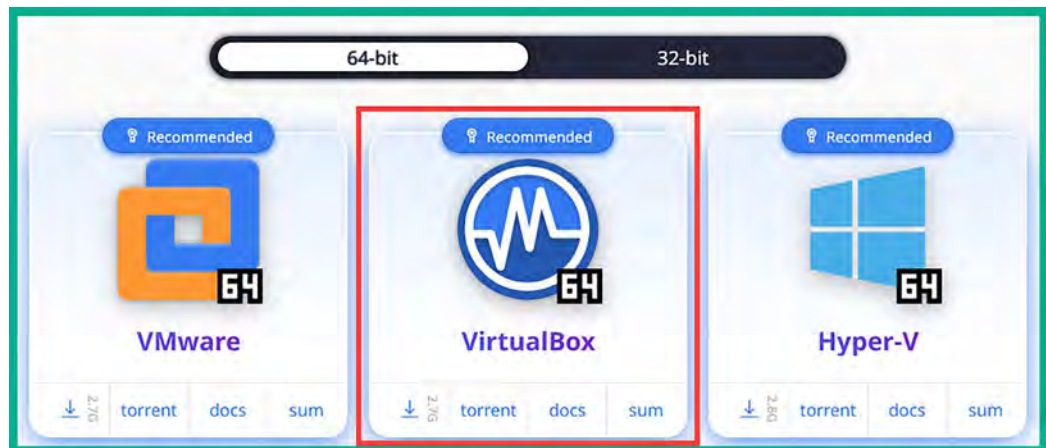 64-bit 32-bit
Recommended Recommended Recommended
64 64 64
VMware VirtualBox Hyper-V
2.7G torrent docs sum 2.7G torrent docs sum 2.8G torrent docs sum